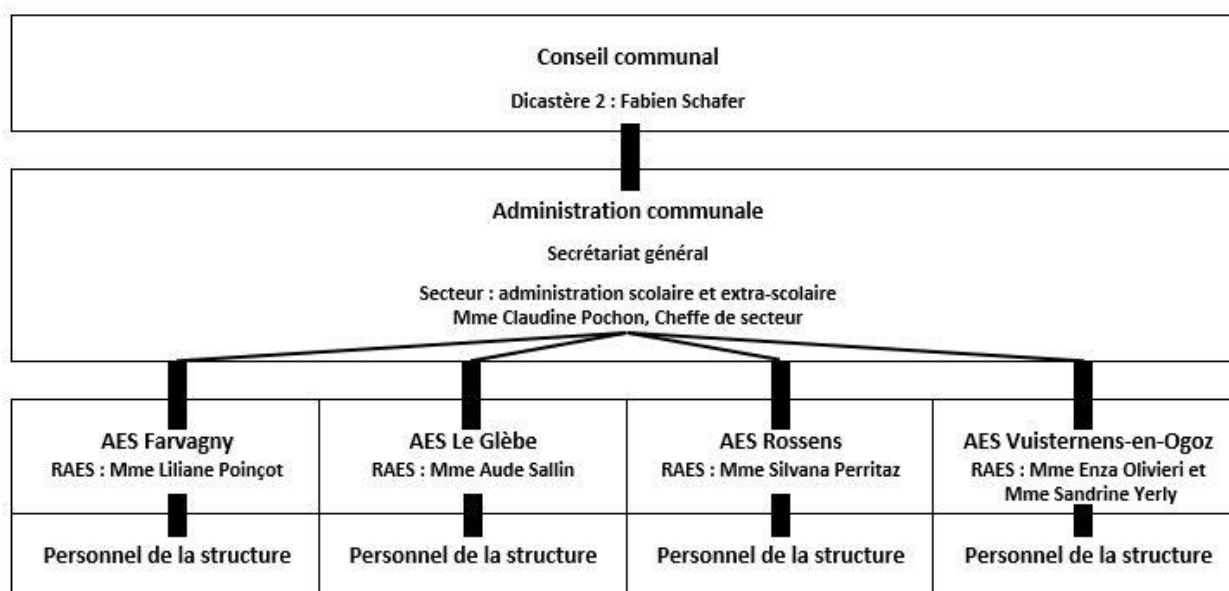 Conseil communal
Dicastère 2 : Fabien Schafer
Administration communale
Secrétariat général
Secteur : administration scolaire et extra-scolaire
Mme Claudine Pochon, Cheffe de secteur
AES Farvagny
RAES : Mme Liliane Poinçot
AES Le Glèbe
RAES : Mme Aude Sallin
AES Rossens
RAES : Mme Silvana Perritaz
AES Vuisternens-en-Ogoz
RAES : Mme Enza Olivieri et
Mme Sandrine Yerly
Personnel de la structure
Personnel de la structure
Personnel de la structure
Personnel de la structure